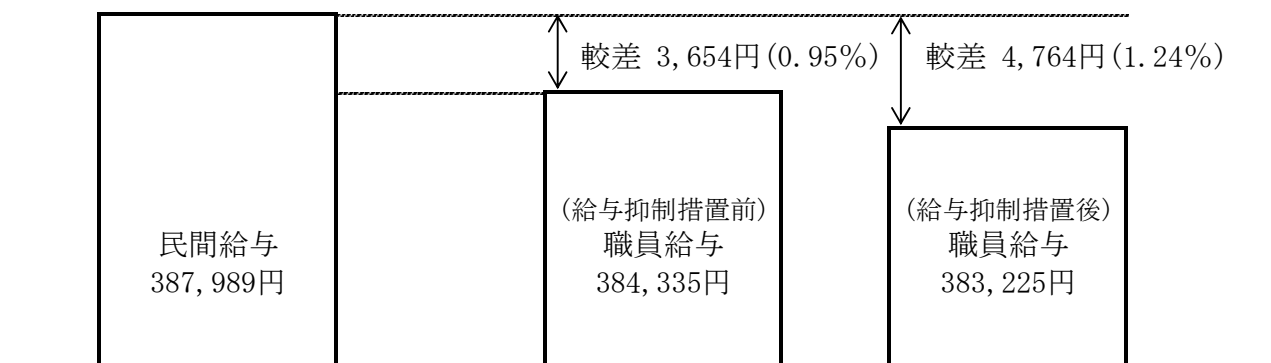 較差 3,654円(0.95％)
較差 4,764円(1.24％)
民間給与
387,989円
(給与抑制措置前)
職員給与
384,335円
(給与抑制措置後)
職員給与
383,225円